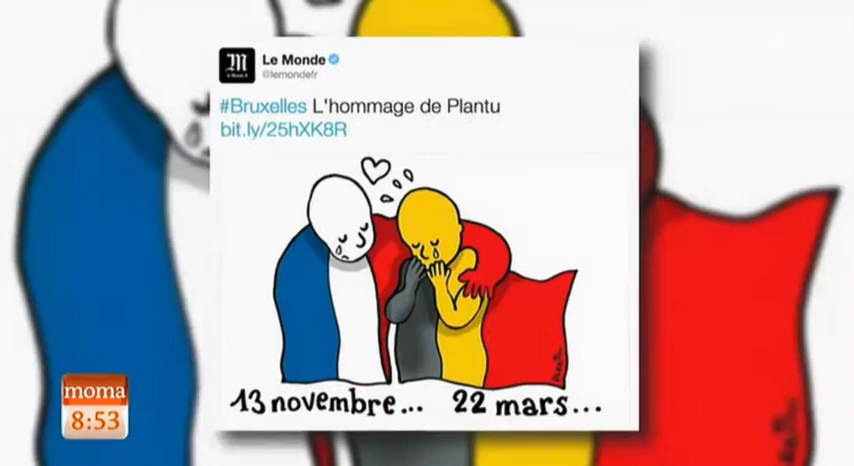 Le Monde
@lemondefr
#Bruxelles L'hommage de Plantu
bit.ly/25hXK8R
13 novembre... 22 mars...
moma
8:53